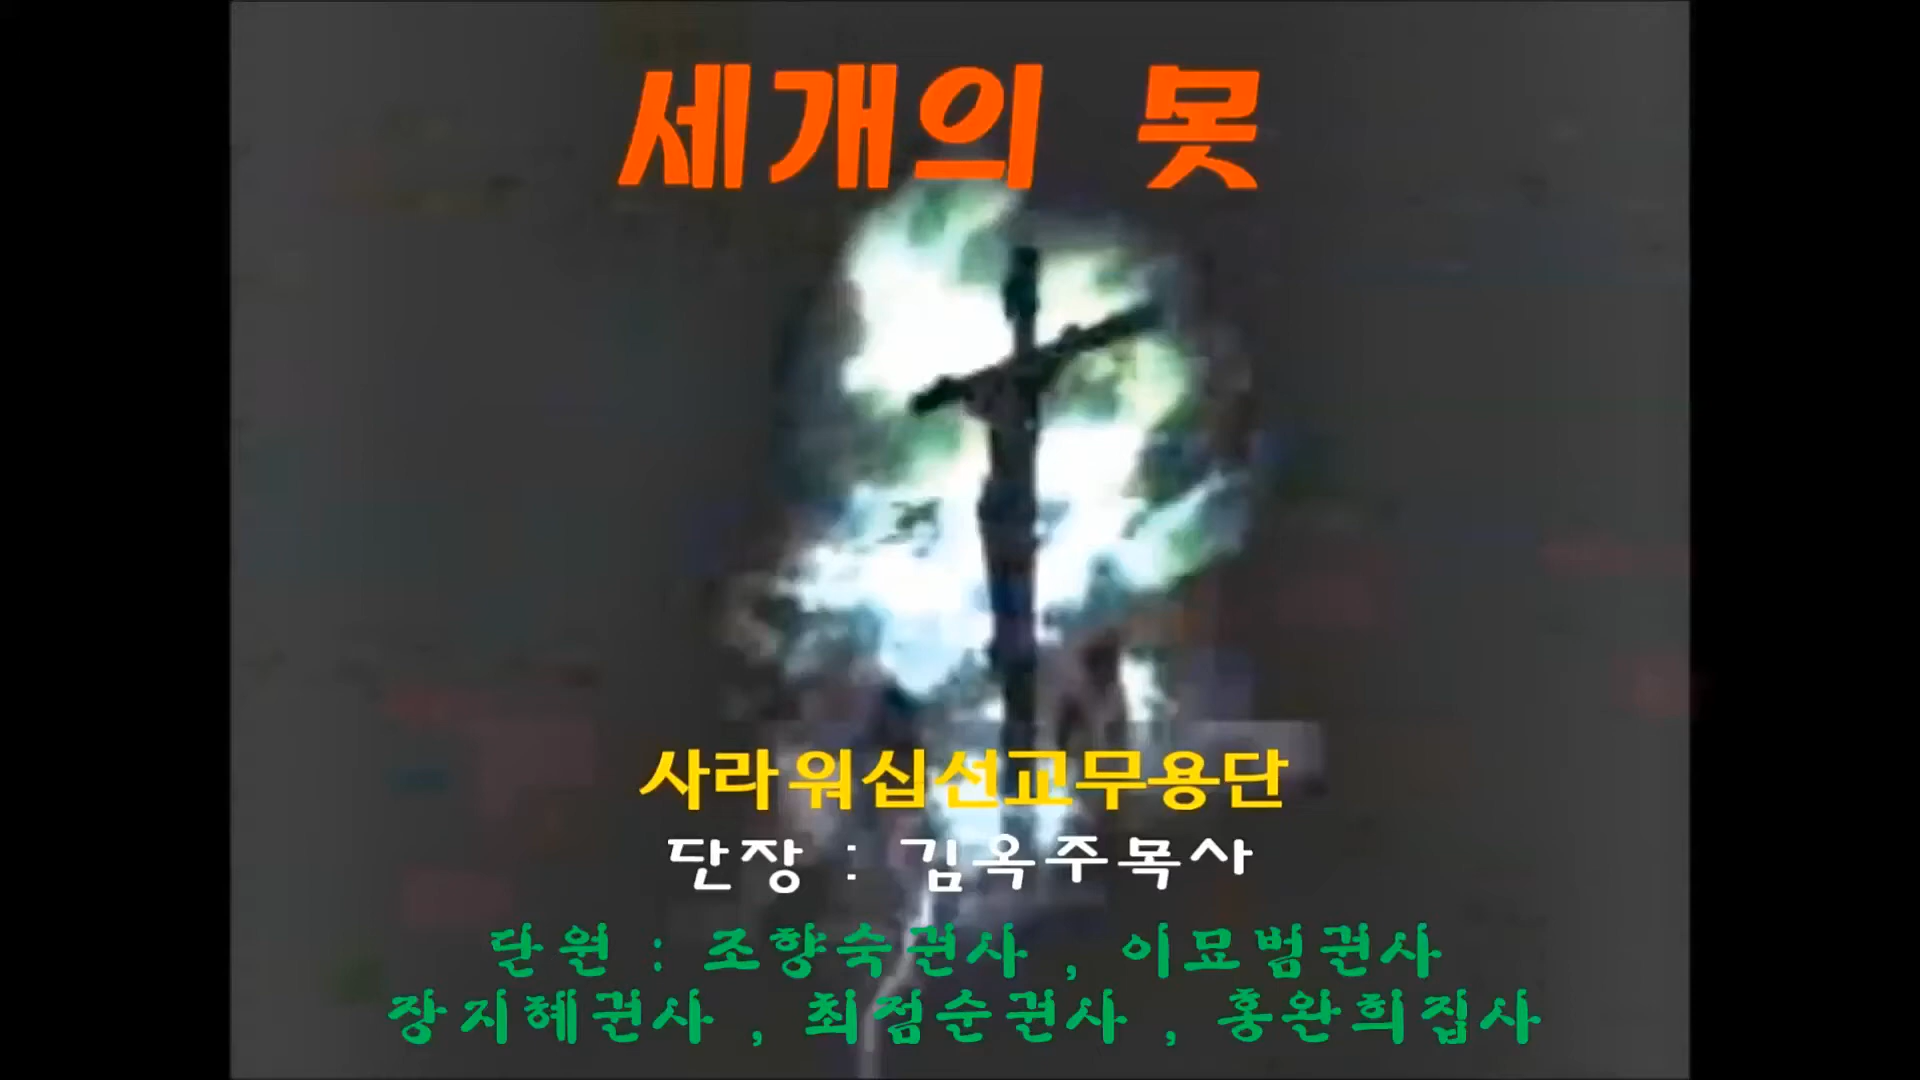 세개의 못
사라워십선교무용단
단장 : 김옥주목사
단원 : 조향숙권사 , 이묘범권사
장지혜권사 , 최점순권사 , 홍완희집사